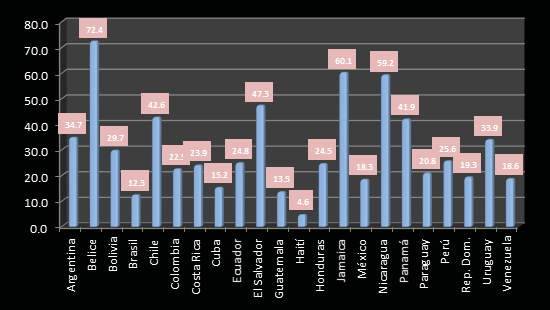 80.0
70.0
60.0
50.0
40.0
30.0
20.0
10.0
0.0
34.7
72.4
29.7
12.3
42.6
23.9
15.2
24.8
47.3
13.5
4.6
24.5
60.1
18.3
59.2
41.9
20.8
25.6
19.3
33.9
18.6
Argentina
Belice
Bolivia
Brasil
Chile
Colombia
Costa Rica
Cuba
Ecuador
El Salvador
Guatemala
Haití
Honduras
Jamaica
México
Nicaragua
Panamá
Paraguay
Perú
Rep. Dom.
Uruguay
Venezuela